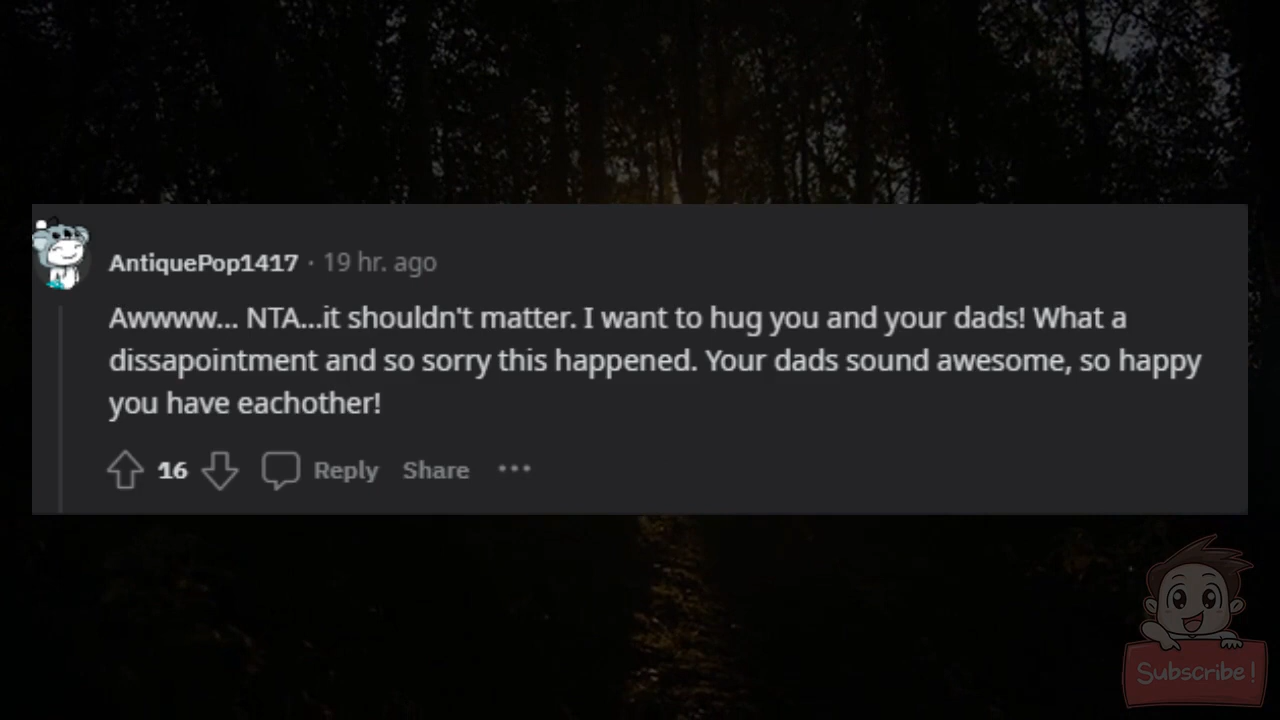 AntiquePop1417 · 19 hr. ago
Awwww... NTA...it shouldn't matter. I want to hug you and your dads! What a
dissapointment and so sorry this happened. Your dads sound awesome, so happy
you have eachother!
16 Reply Share ...
Subscribe!